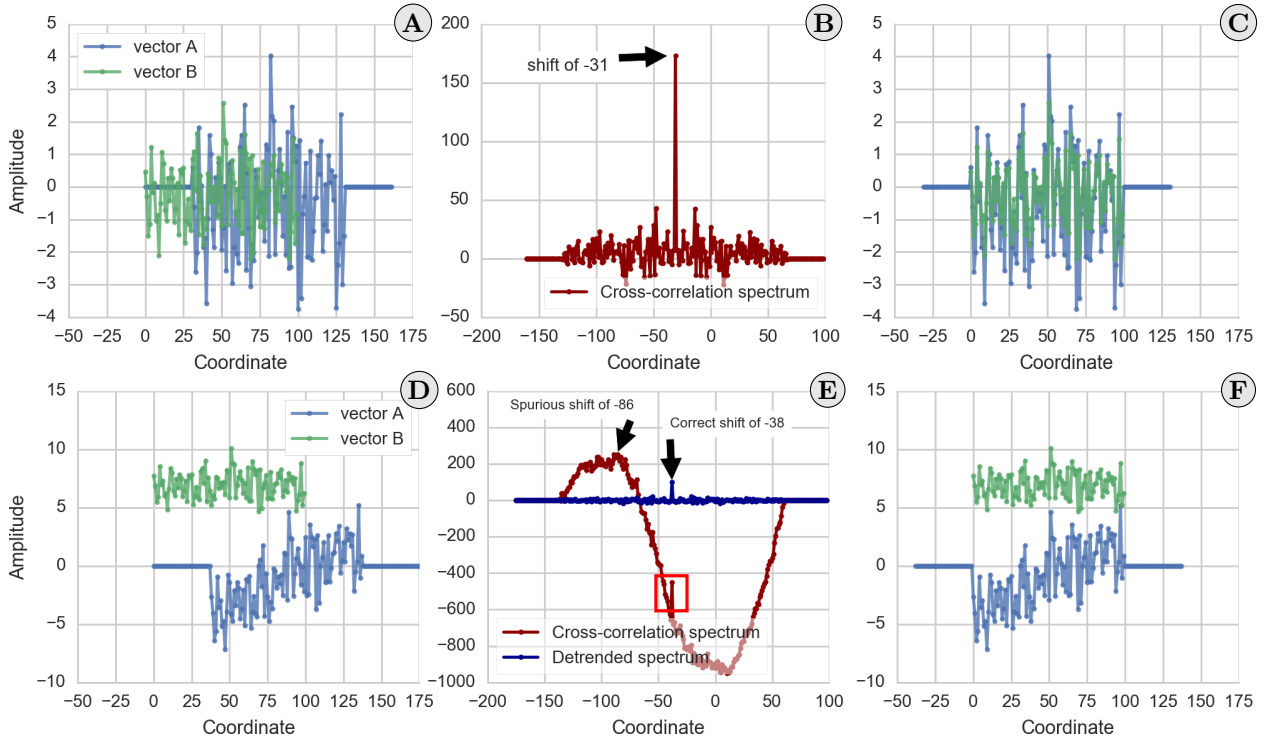 A
5
4
3
2
1
0
−1
−2
−3
−4
−50 −25 0 25 50 75 100 125 150 175
Amplitude
Coordinate
vector A
vector B
B
200
150
100
50
0
−50
−200 −150 −100 −50 0 50 100
Coordinate
shift of -31
Cross-correlation spectrum
C
5
4
3
2
1
0
−1
−2
−3
−4
−50 −25 0 25 50 75 100 125 150 175
Coordinate
D
15
10
5
0
−5
−10
−50 −25 0 25 50 75 100 125 150 175
Amplitude
Coordinate
vector A
vector B
E
600
400
200
0
−200
−400
−600
−800
−1000
−200 −150 −100 −50 0 50 100
Coordinate
Spurious shift of -86
Correct shift of -38
Cross-correlation spectrum
Detrended spectrum
F
15
10
5
0
−5
−10
−50 −25 0 25 50 75 100 125 150 175
Coordinate